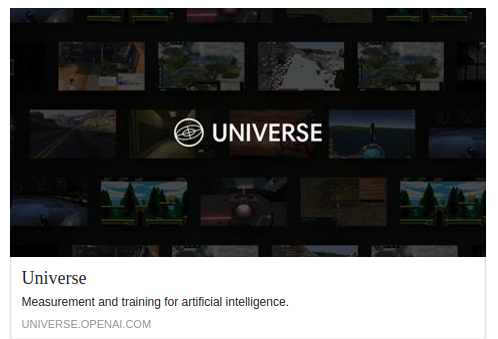 UNIVERSE
Universe
Measurement and training for artificial intelligence.
UNIVERSE.OPENAI.COM